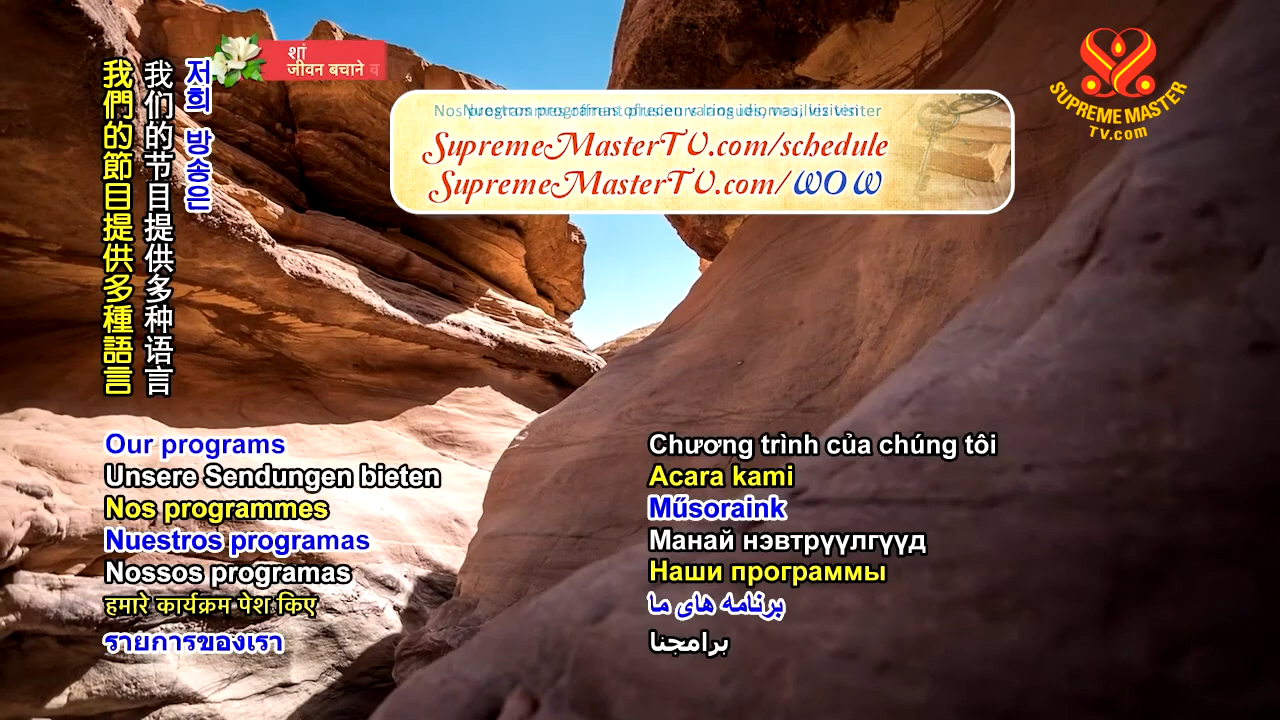 शां
जीवन बचाने व
SUPREME MASTER
TV.com
SupremeMasterTV.com/schedule
SupremeMasterTV.com/WOW
저희 방송은
我们的节目提供多种语言
我們的節目提供多種語言
Our programs
Unsere Sendungen bieten
Nos programmes
Nuestros programas
Nossos programas
हमारे कार्यक्रम पेश किए
รายการของเรา
Chương trình của chúng tôi
Acara kami
Műsoraink
Манай нэвтрүүлгүүд
Наши программы
برنامه های ما
برامجنا